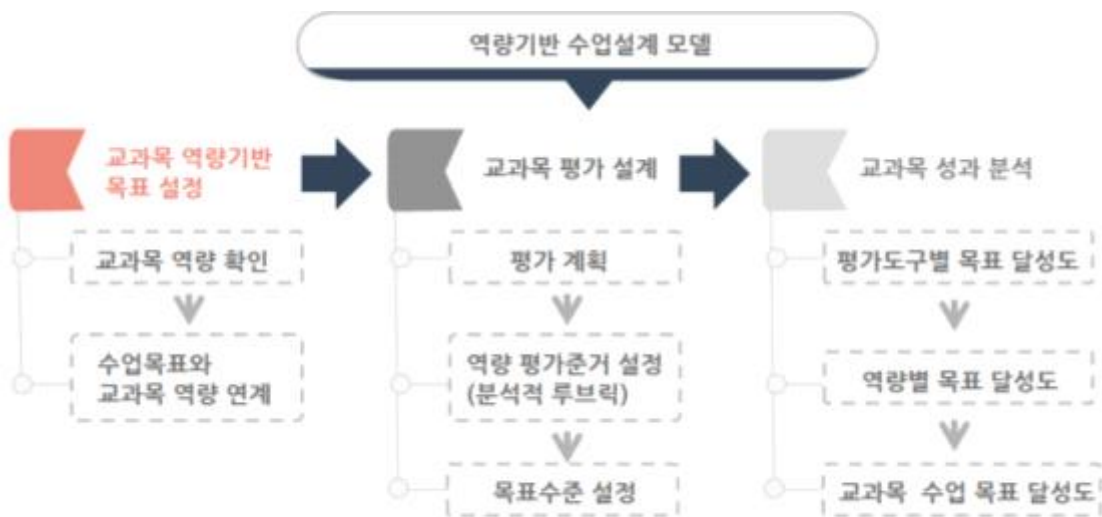 역량기반 수업설계 모델
교과목 역량기반
목표 설정
교과목 역량 확인
수업목표와
교과목 역량 연계
교과목 평가 설계
평가 계획
역량 평가준거 설정
(분석적 루브릭)
목표수준 설정
교과목 성과 분석
평가도구별 목표 달성도
역량별 목표 달성도
교과목 수업 목표 달성도